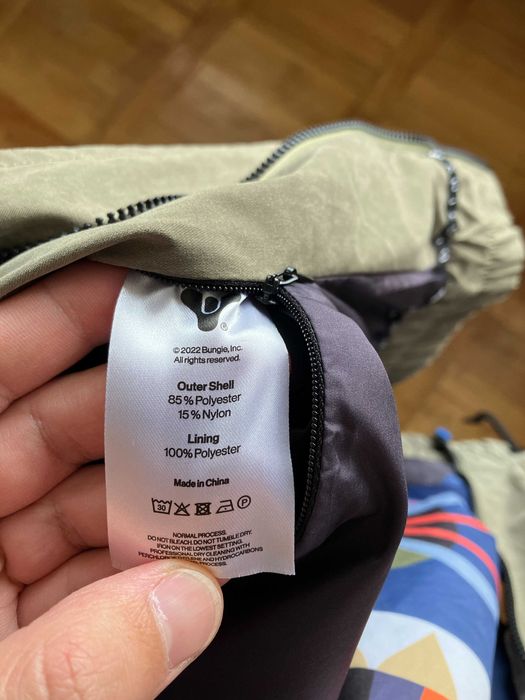 ®
© 2022 Bungie, Inc.
All rights reserved.
Outer Shell
85% Polyester
15% Nylon
Lining
100% Polyester
Made in China
30 P
NORMAL PROCESS.
DO NOT BLEACH. DO NOT TUMBLE DRY.
IRON ON THE LOWEST SETTING.
PROFESSIONAL DRY CLEANING WITH
PERCHLOROETHYLENE AND HYDROCARBONS